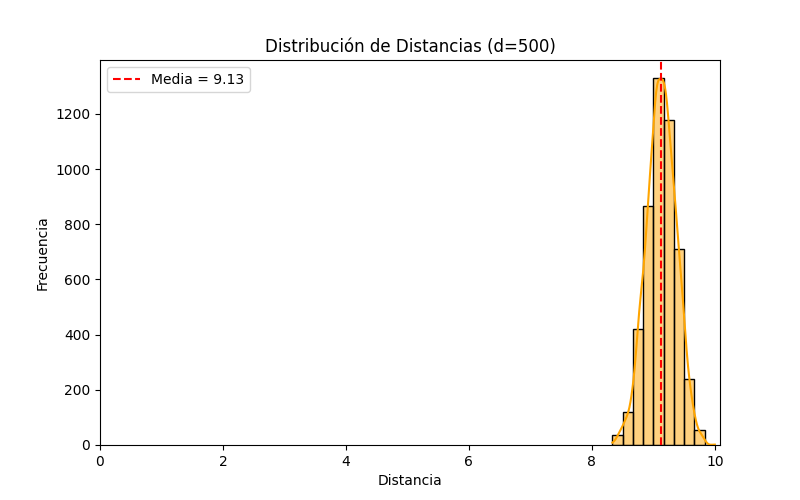 Distribución de Distancias (d=500)
Media = 9.13
Frecuencia
1200
1000
800
600
400
200
0
0 2 4 6 8 10
Distancia